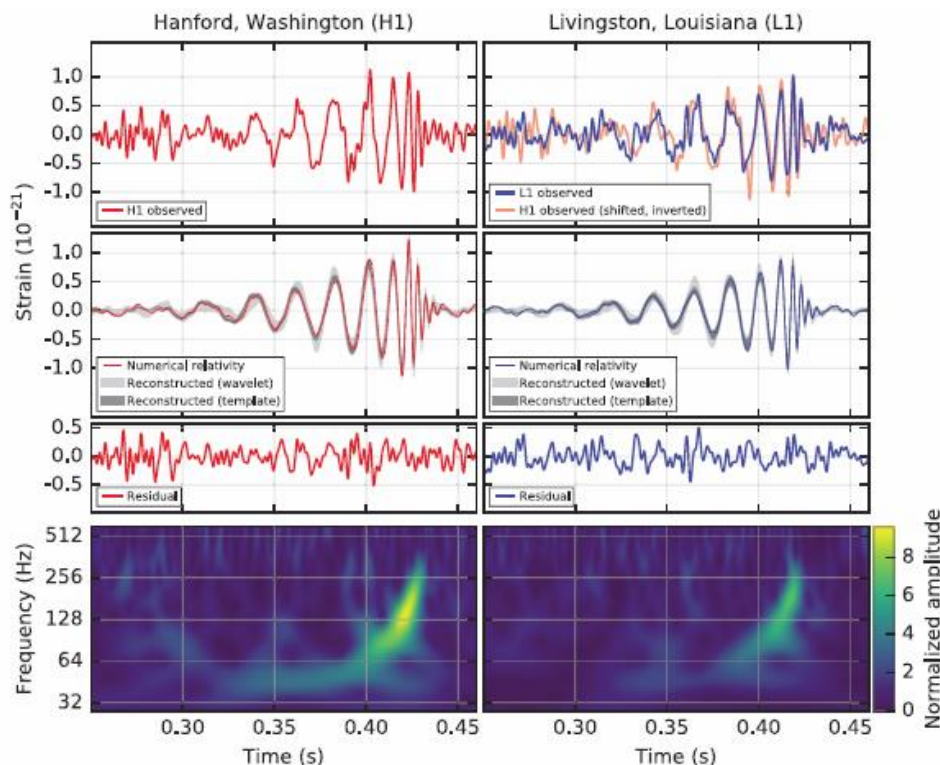 Hanford, Washington (H1)
Livingston, Louisiana (L1)
Strain (10⁻²¹)
1.0
0.5
0.0
-0.5
-1.0
H1 observed
L1 observed
H1 observed (shifted, inverted)
1.0
0.5
0.0
-0.5
-1.0
Numerical relativity
Reconstructed (wavelet)
Reconstructed (template)
Numerical relativity
Reconstructed (wavelet)
Reconstructed (template)
0.5
0.0
-0.5
Residual
Residual
Frequency (Hz)
512
256
128
64
32
0.30
0.35
0.40
0.45
Time (s)
0.30
0.35
0.40
0.45
Time (s)
8
6
4
2
0
Normalized amplitude